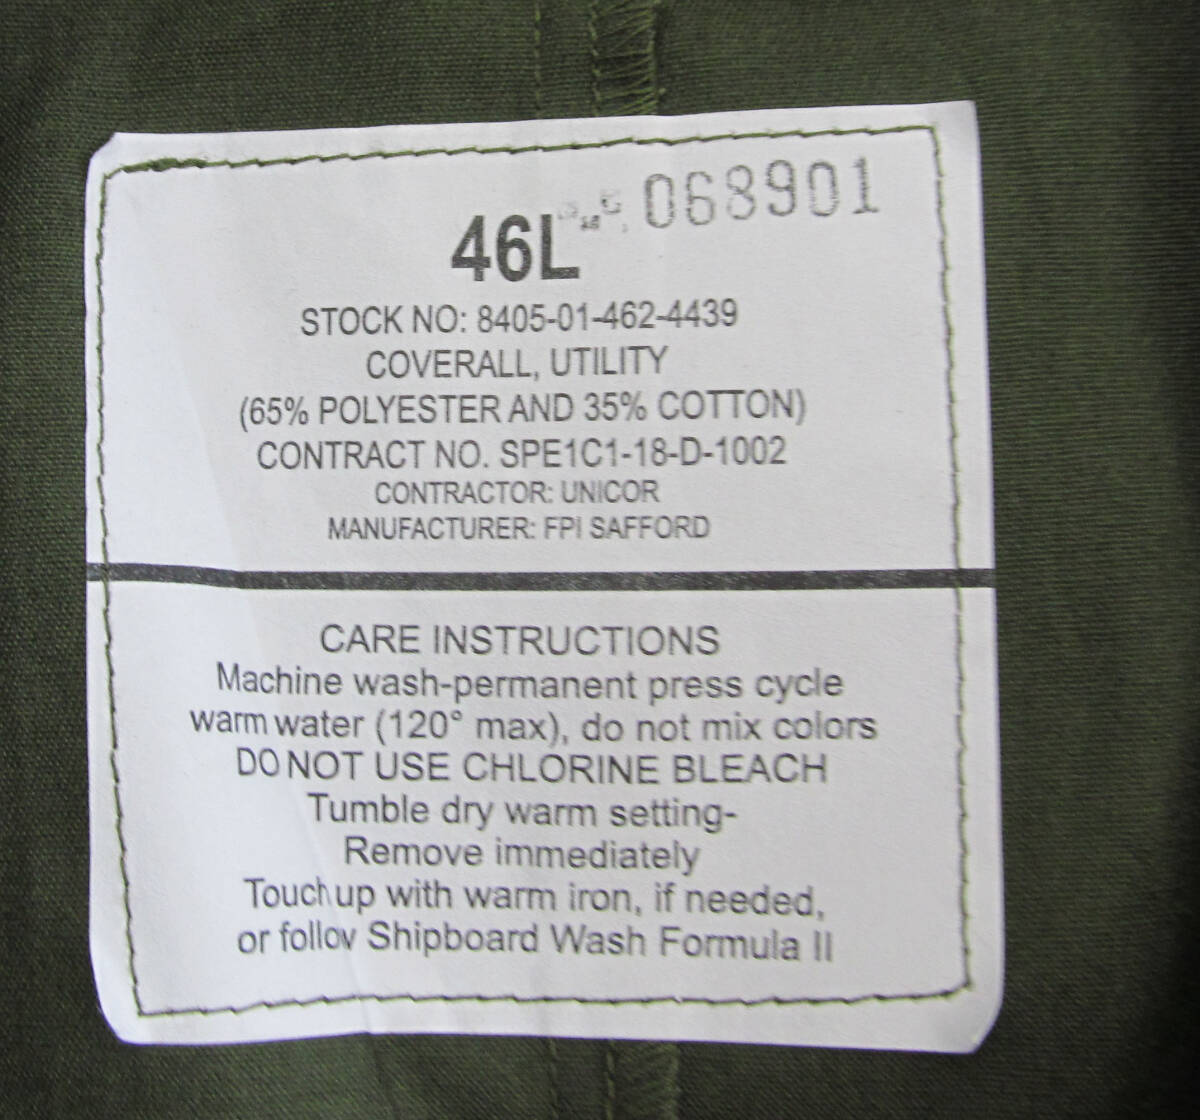 068901
46L
STOCK NO: 8405-01-462-4439
COVERALL, UTILITY
(65% POLYESTER AND 35% COTTON)
CONTRACT NO. SPE1C1-18-D-1002
CONTRACTOR: UNICOR
MANUFACTURER: FPI SAFFORD
CARE INSTRUCTIONS
Machine wash-permanent press cycle
warm water (120° max), do not mix colors
DO NOT USE CHLORINE BLEACH
Tumble dry warm setting-
Remove immediately
Touch up with warm iron, if needed,
or follow Shipboard Wash Formula II